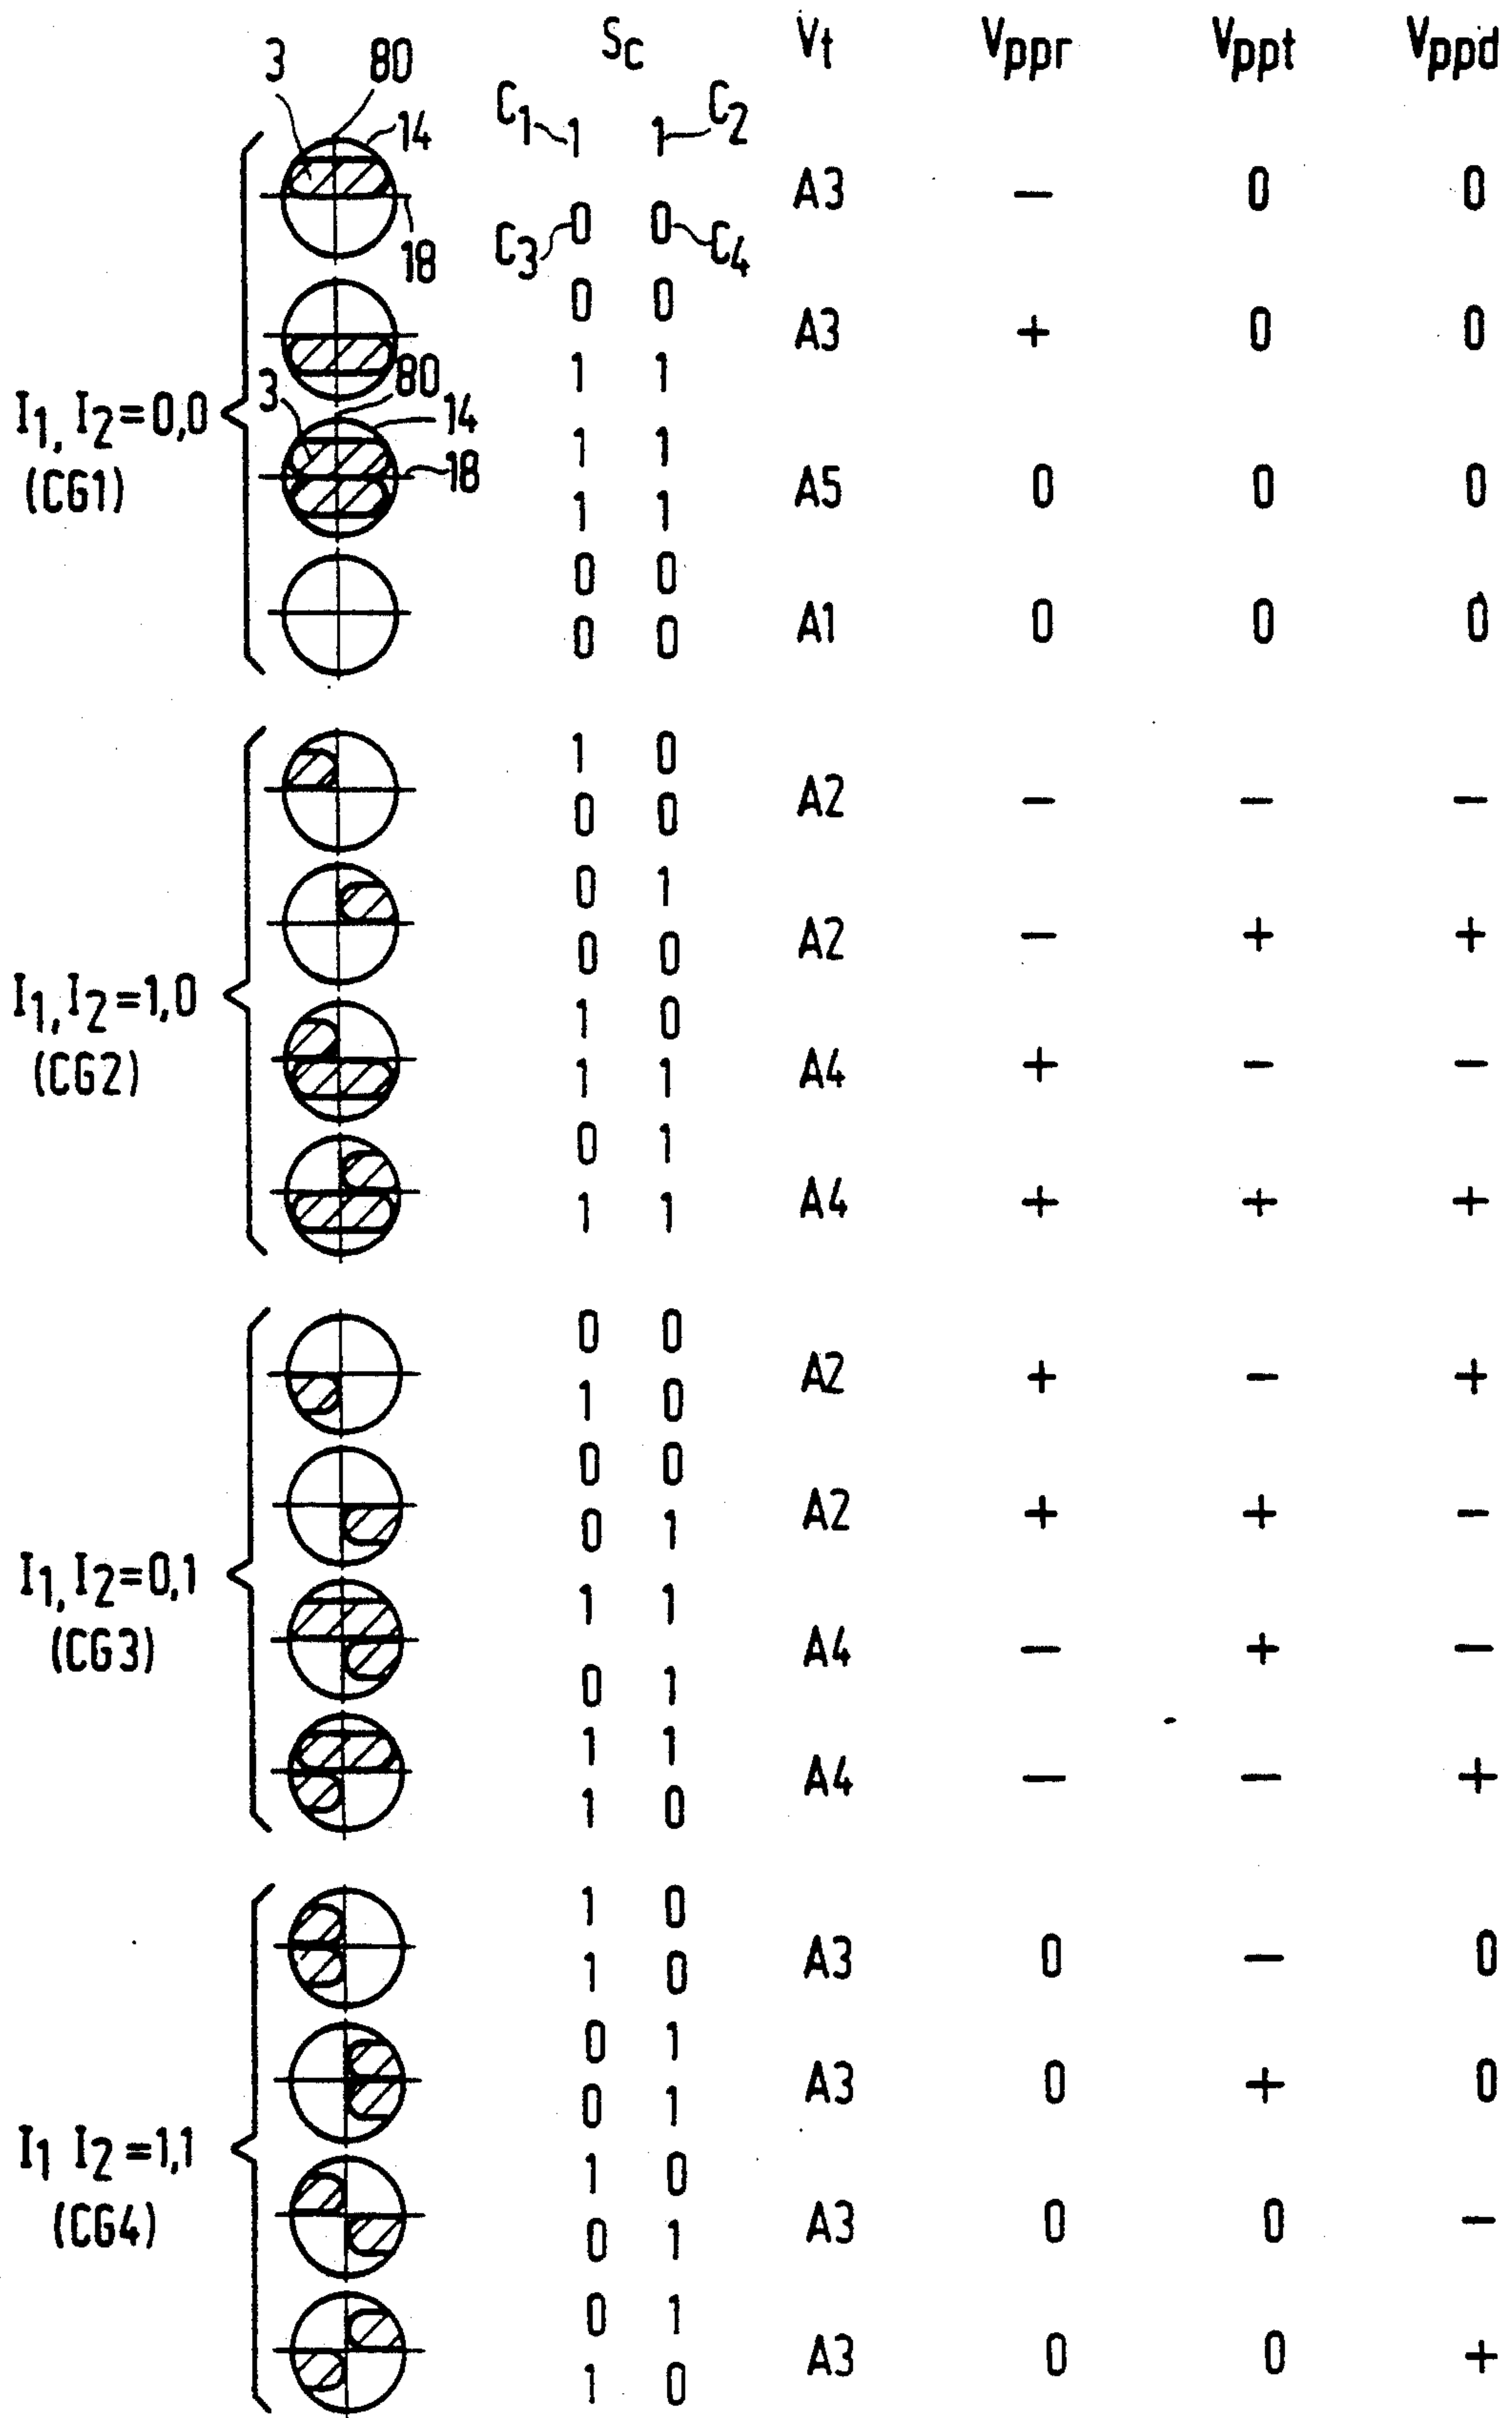 Sc Vt Vppr Vppt Vppd
3 80
14
C1 1 1 C2
A3 — 0 0
C3 0 0 C4
18
0 0
A3 + 0 0
1 1
80
3
14
1 1
18
A5 0 0 0
1 1
I1, I2=0,0
(CG1)
0 0
A1 0 0 0
0 0
1 0
A2 — — —
0 0
0 1
A2 — + +
0 0
I1, I2=1,0
(CG2)
1 0
A4 + — —
1 1
0 1
A4 + + +
1 1
0 0
A2 + — +
1 0
0 0
A2 + + —
0 1
I1, I2=0,1
(CG3)
1 1
A4 — + —
0 1
1 1
A4 — — +
1 0
1 0
A3 0 — 0
1 0
0 1
A3 0 + 0
0 1
I1 I2=1,1
(CG4)
1 0
A3 0 0 —
0 1
0 1
A3 0 0 +
1 0